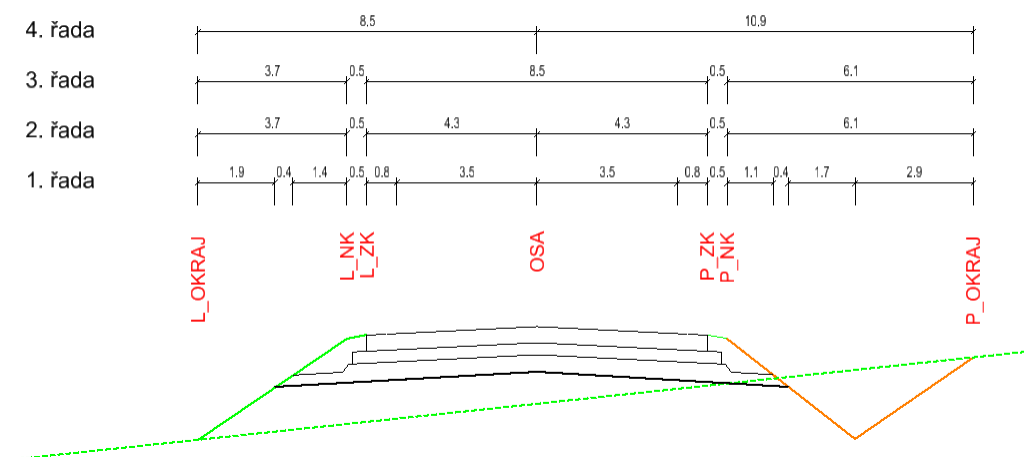 4. řada 8.5 10.9
3. řada 3.7 0.5 8.5 0.5 6.1
2. řada 3.7 0.5 4.3 4.3 0.5 6.1
1. řada 1.9 0.4 1.4 0.5 0.8 3.5 3.5 0.8 0.5 1.1 0.4 1.7 2.9
L_OKRAJ
L_NK
L_ZK
OSA
P_ZK
P_NK
P_OKRAJ